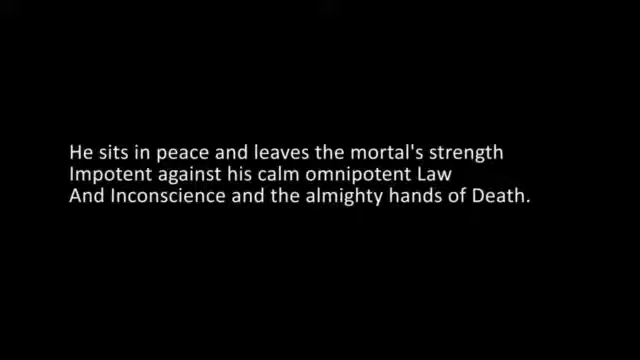 He sits in peace and leaves the mortal's strength
Impotent against his calm omnipotent Law
And Inconscience and the almighty hands of Death.